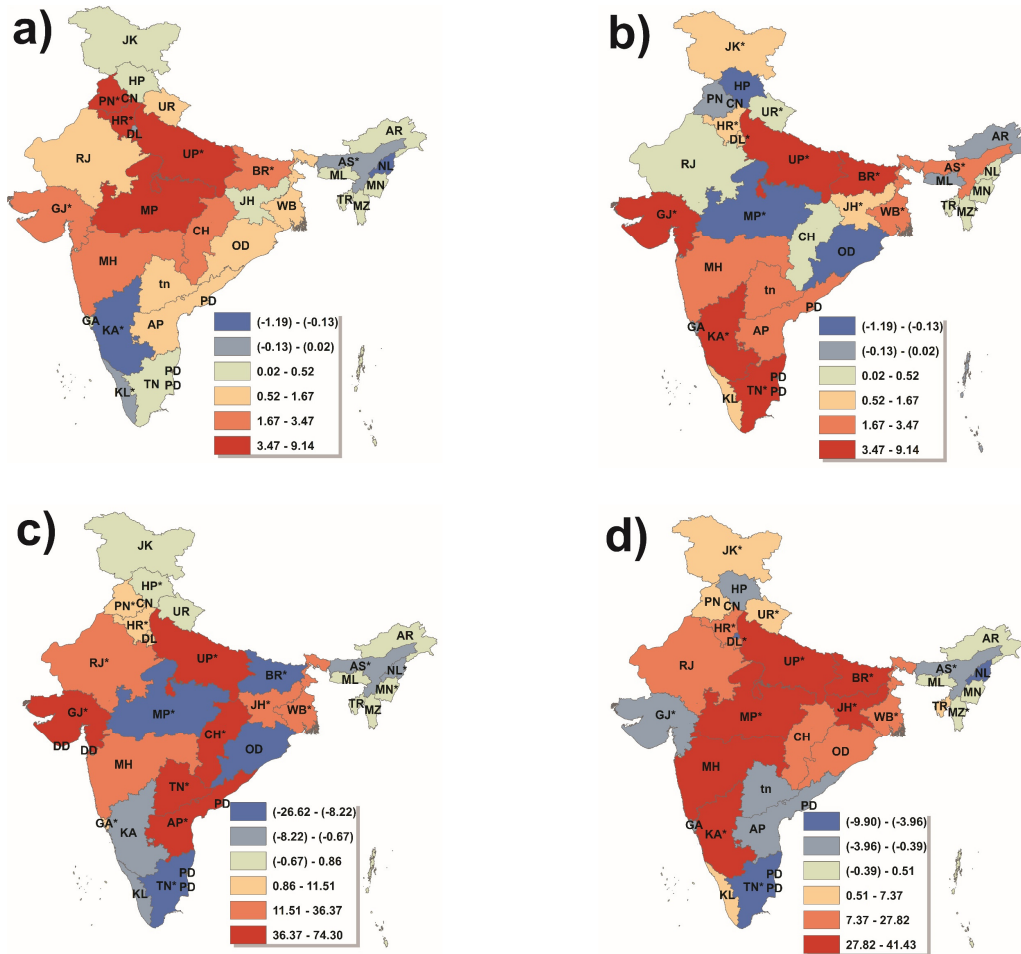 a)
JK
HP
PN* CN
UR
HR*
DL
RJ
UP*
BR*
AR
AS*
NL
ML
MN
TR
MZ
GJ*
MP
JH
WB
CH
OD
MH
tn
PD
GA
KA*
AP
KL*
TN
PD
PD
(-1.19) - (-0.13)
(-0.13) - (0.02)
0.02 - 0.52
0.52 - 1.67
1.67 - 3.47
3.47 - 9.14
b)
JK*
HP
PN
CN
UR*
HR*
DL*
RJ
UP*
BR*
AR
AS*
NL
ML
MN
TR
MZ*
GJ*
MP*
JH*
WB*
CH
OD
MH
tn
PD
GA
KA*
AP
KL
TN*
PD
PD
(-1.19) - (-0.13)
(-0.13) - (0.02)
0.02 - 0.52
0.52 - 1.67
1.67 - 3.47
3.47 - 9.14
c)
JK
HP*
PN* CN
UR
HR*
DL
RJ*
UP*
BR*
AR
AS*
NL*
ML
MN*
TR
MZ
GJ*
DD
DD
MP*
JH*
WB*
CH*
OD
MH
TN*
PD
GA*
KA
AP*
KL
TN*
PD
PD
(-26.62 - (-8.22)
(-8.22) - (-0.67)
(-0.67) - 0.86
0.86 - 11.51
11.51 - 36.37
36.37 - 74.30
d)
JK*
HP
PN
CN
UR*
HR*
DL*
RJ
UP*
BR*
AR
AS*
NL
ML
MN
TR
MZ*
GJ*
MP*
JH*
WB*
CH
OD
MH
tn
PD
GA
KA*
AP
KL
TN*
PD
PD
(-9.90) - (-3.96)
(-3.96) - (-0.39)
(-0.39) - 0.51
0.51 - 7.37
7.37 - 27.82
27.82 - 41.43